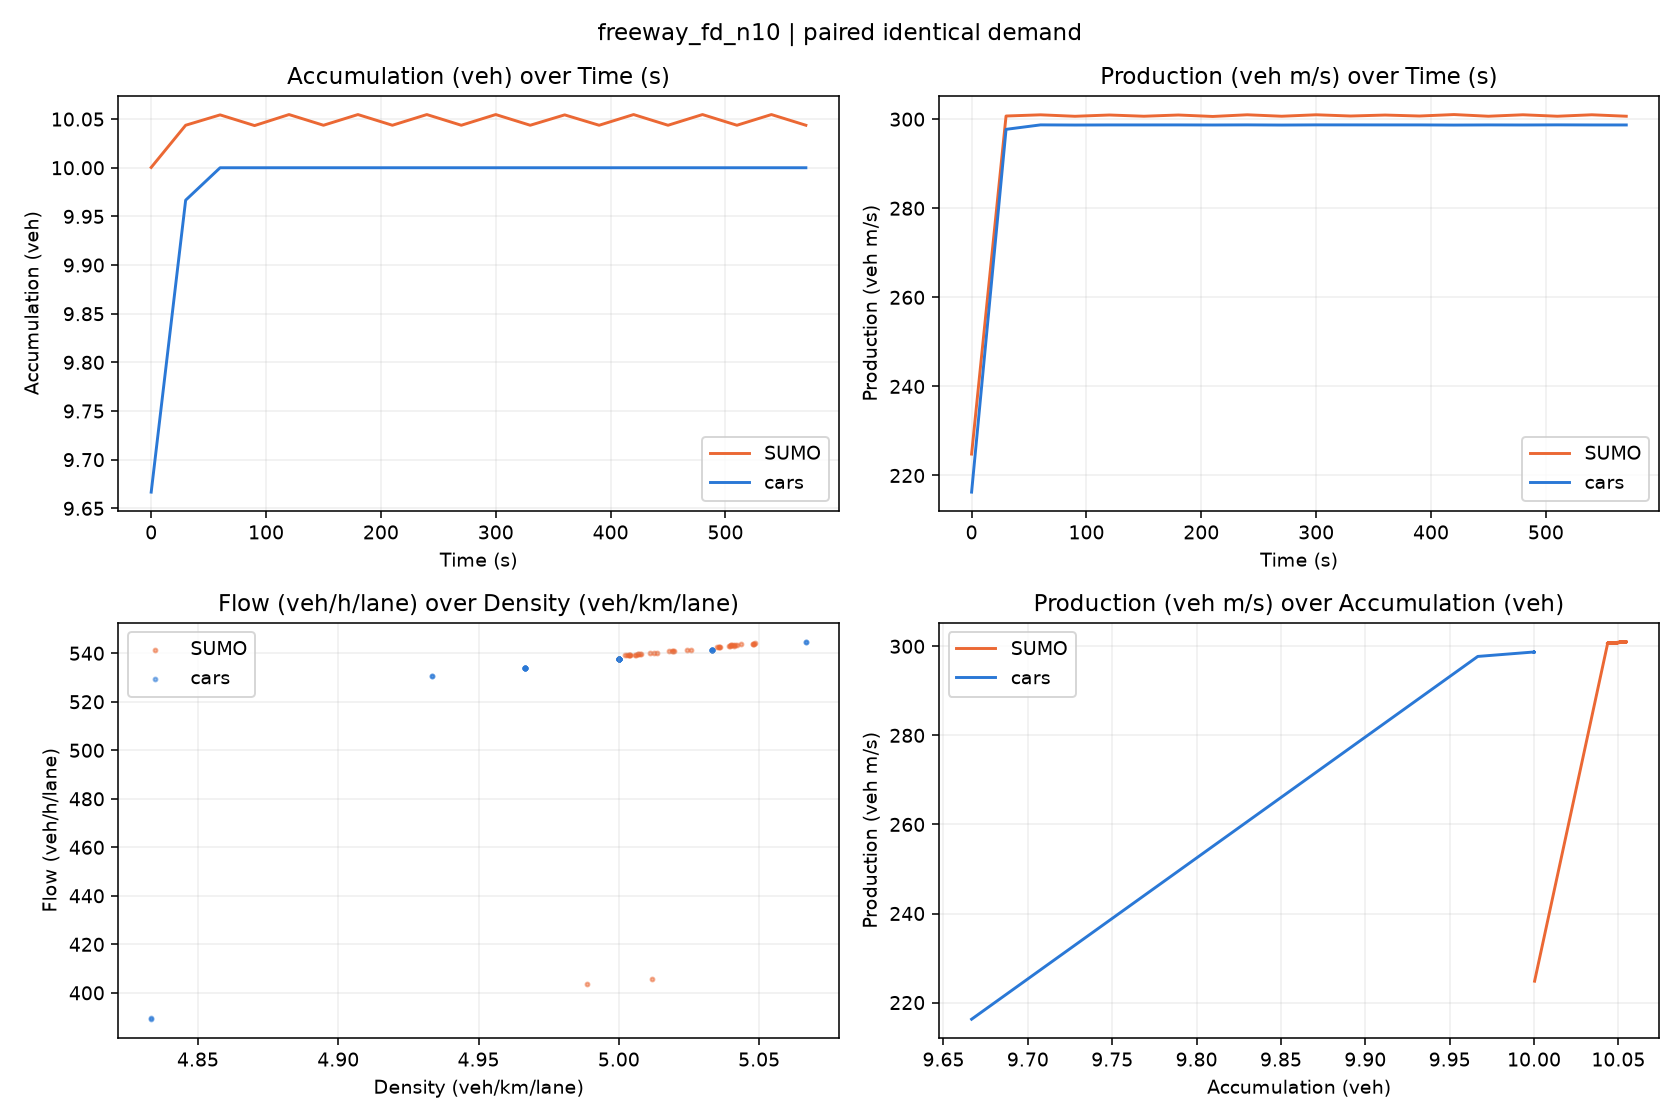 freeway_fd_n10 | paired identical demand
Accumulation (veh) over Time (s)
Accumulation (veh)
10.05
10.00
9.95
9.90
9.85
9.80
9.75
9.70
9.65
0
100
200
300
400
500
Time (s)
SUMO
cars
Production (veh m/s) over Time (s)
Production (veh m/s)
300
280
260
240
220
0
100
200
300
400
500
Time (s)
SUMO
cars
Flow (veh/h/lane) over Density (veh/km/lane)
Flow (veh/h/lane)
540
520
500
480
460
440
420
400
4.85
4.90
4.95
5.00
5.05
Density (veh/km/lane)
SUMO
cars
Production (veh m/s) over Accumulation (veh)
Production (veh m/s)
300
280
260
240
220
9.65
9.70
9.75
9.80
9.85
9.90
9.95
10.00
10.05
Accumulation (veh)
SUMO
cars